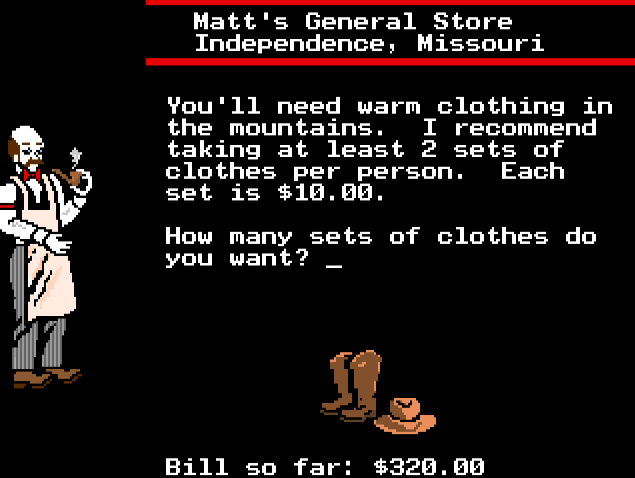 Matt's General Store
Independence, Missouri
You'll need warm clothing in
the mountains.  I recommend
taking at least 2 sets of
clothes per person.  Each
set is $10.00.
How many sets of clothes do
you want? _
Bill so far: $320.00